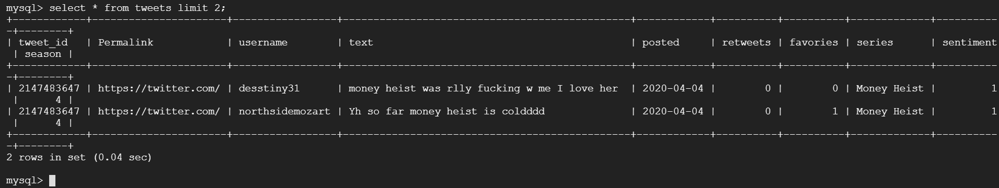 mysql> select * from tweets limit 2;
+------------+----------------------+-----------------+-----------------------------------------------+------------+----------+----------+-------------+----------
-+--------+
| tweet_id   | Permalink            | username        | text                                          | posted     | retweets | favories | series      | sentiment
 | season |
+------------+----------------------+-----------------+-----------------------------------------------+------------+----------+----------+-------------+----------
-+--------+
| 2147483647 | https://twitter.com/ | desstiny31      | money heist was rlly fucking w me I love her  | 2020-04-04 |        0 |        0 | Money Heist |         1
 |      4 |
| 2147483647 | https://twitter.com/ | northsidemozart | Yh so far money heist is coldddd              | 2020-04-04 |        0 |        1 | Money Heist |         1
 |      4 |
+------------+----------------------+-----------------+-----------------------------------------------+------------+----------+----------+-------------+----------
-+--------+
2 rows in set (0.04 sec)
mysql>